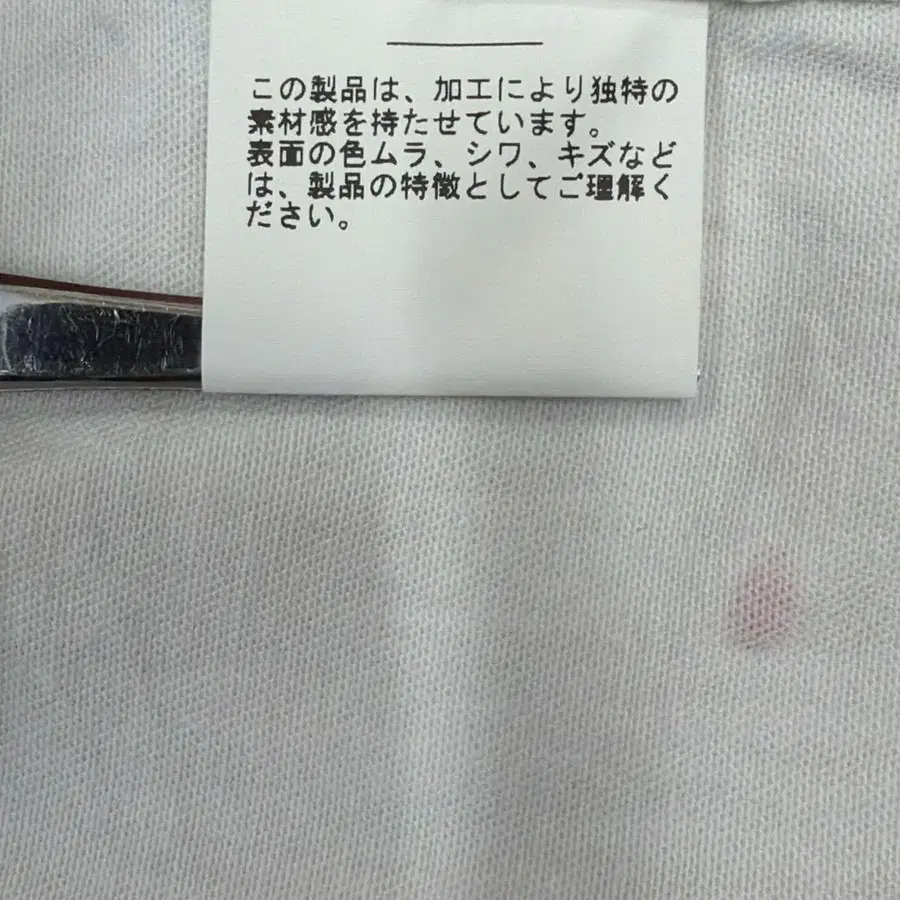 この製品は、加工により独特の
素材感を持たせています。
表面の色ムラ、シワ、キズなど
は、製品の特徴としてご理解く
ださい。